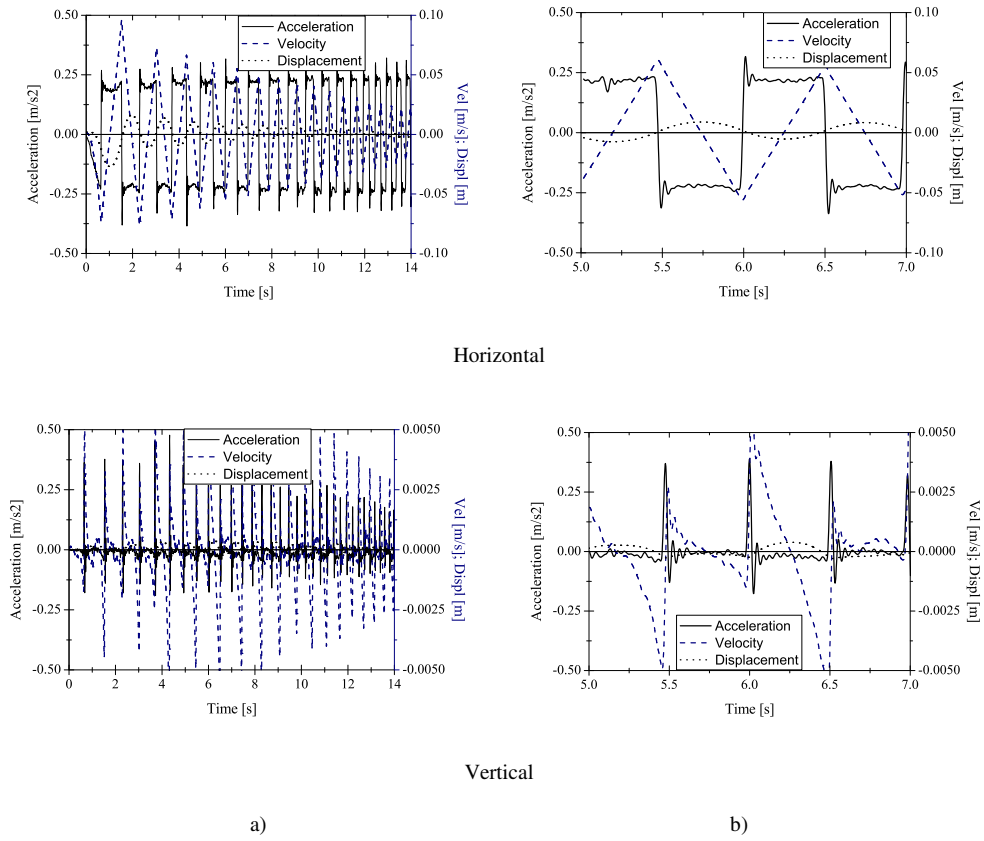 Acceleration
Velocity
Displacement
0.50
0.25
0.00
-0.25
-0.50
Acceleration [m/s2]
0.10
0.05
0.00
-0.05
-0.10
Vel [m/s]; Displ [m]
0 2 4 6 8 10 12 14
Time [s]
Acceleration
Velocity
Displacement
0.50
0.25
0.00
-0.25
-0.50
Acceleration [m/s2]
0.10
0.05
0.00
-0.05
-0.10
Vel [m/s]; Displ [m]
5.0 5.5 6.0 6.5 7.0
Time [s]
Horizontal
Acceleration
Velocity
Displacement
0.50
0.25
0.00
-0.25
-0.50
Acceleration [m/s2]
0.0050
0.0025
0.0000
-0.0025
-0.0050
Vel [m/s]; Displ [m]
0 2 4 6 8 10 12 14
Time [s]
0.50
0.25
0.00
-0.25
-0.50
Acceleration [m/s2]
Acceleration
Velocity
Displacement
0.0050
0.0025
0.0000
-0.0025
-0.0050
Vel [m/s]; Displ [m]
5.0 5.5 6.0 6.5 7.0
Time [s]
Vertical
a) b)